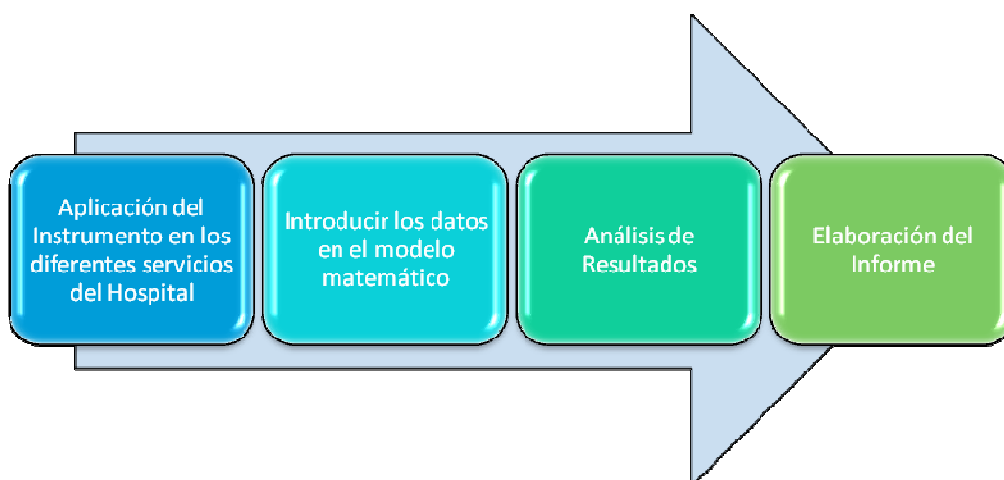 Aplicación del
Instrumento en los
diferentes servicios
del Hospital
Introducir los datos
en el modelo
matemático
Análisis de
Resultados
Elaboración del
Informe